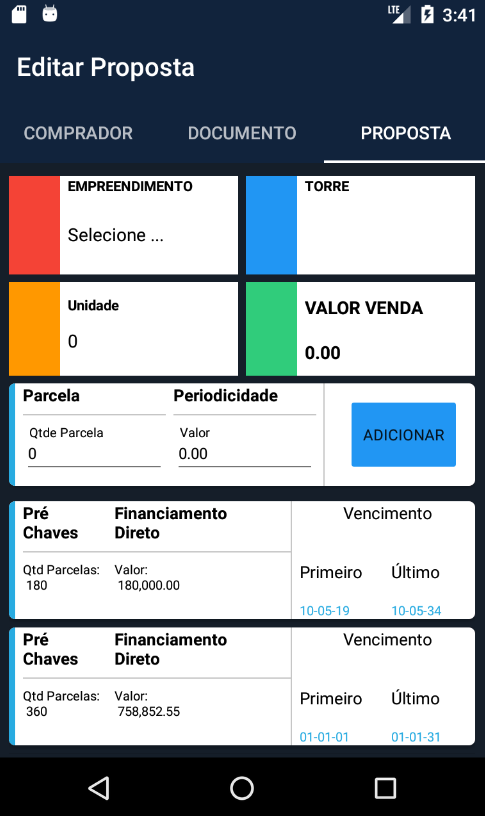 LTE 3:41
Editar Proposta
COMPRADOR DOCUMENTO PROPOSTA
EMPREENDIMENTO
Selecione ...
TORRE
Unidade
0
VALOR VENDA
0.00
Parcela Periodicidade
Qtde Parcela Valor
0 0.00
ADICIONAR
Pré Chaves
Financiamento Direto
Vencimento
Qtd Parcelas: Valor:
180 180,000.00
Primeiro Último
10-05-19 10-05-34
Pré Chaves
Financiamento Direto
Vencimento
Qtd Parcelas: Valor:
360 758,852.55
Primeiro Último
01-01-01 01-01-31